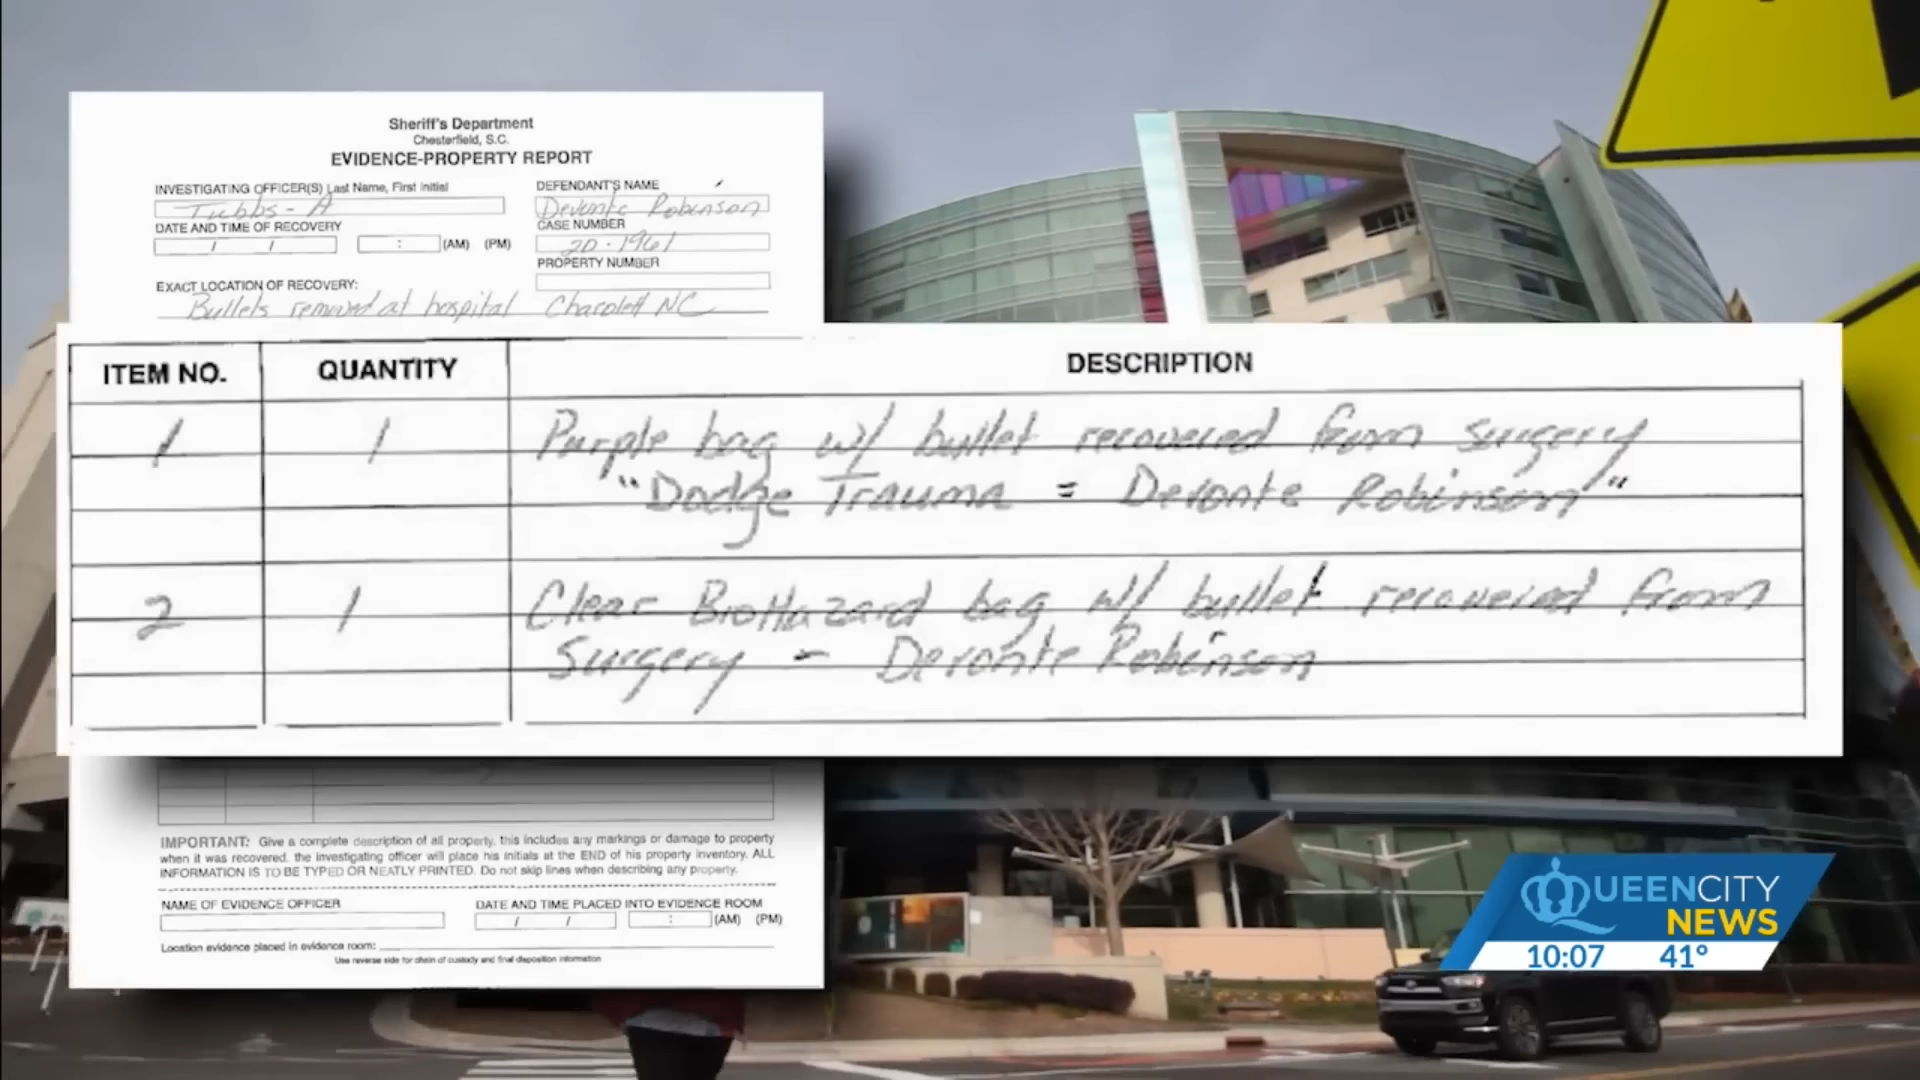 Sheriff's Department
Chesterfield, S.C.
EVIDENCE-PROPERTY REPORT
INVESTIGATING OFFICER(S) Last Name, First Initial
Tubbs - A
DEFENDANT'S NAME
Devonte Robinson
DATE AND TIME OF RECOVERY
/ / : (AM) (PM)
CASE NUMBER
20-1961
PROPERTY NUMBER
EXACT LOCATION OF RECOVERY:
Bullets removed at hospital Charolett NC
ITEM NO. QUANTITY DESCRIPTION
1 1 Purple bag w/ bullet recovered from surgery
"Dodge Trauma = Devonte Robinson"
2 1 Clear BioHazard bag w/ bullet recovered from
Surgery - Devonte Robinson
IMPORTANT: Give a complete description of all property, this includes any markings or damage to property
when it was recovered, the investigating officer will place his initials at the END of his property inventory. ALL
INFORMATION IS TO BE TYPED OR NEATLY PRINTED. Do not skip lines when describing any property.
NAME OF EVIDENCE OFFICER
DATE AND TIME PLACED INTO EVIDENCE ROOM
/ / : (AM) (PM)
Location evidence placed in evidence room:
Use reverse side for chain of custody and final disposition information
QUEEN CITY
NEWS
10:07 41°